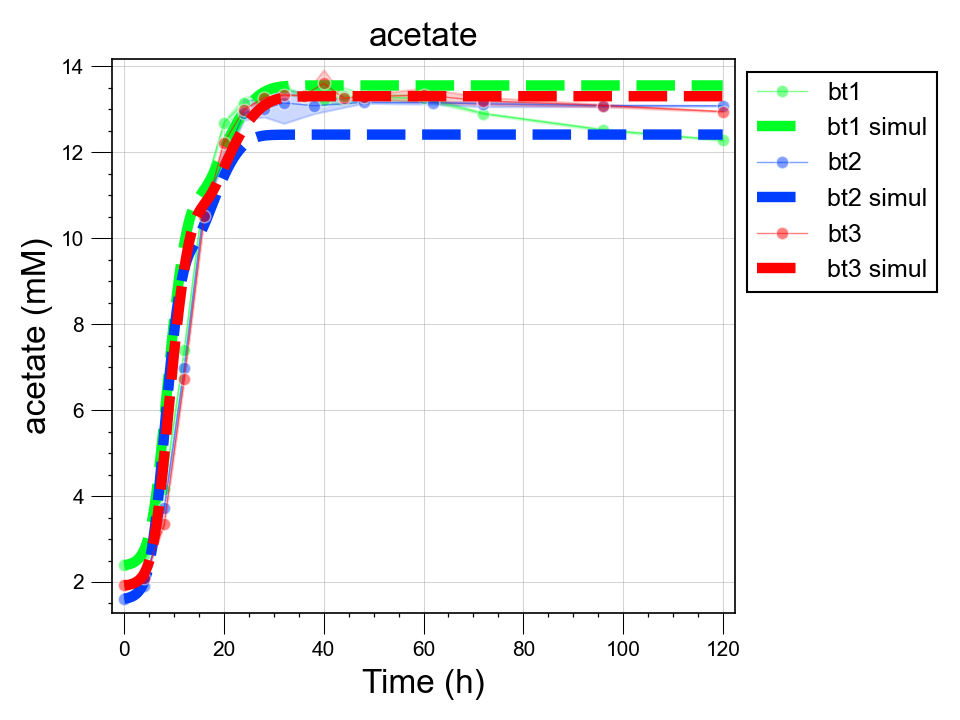 acetate
14
12
10
8
6
4
2
acetate (mM)
0 20 40 60 80 100 120
Time (h)
bt1
bt1 simul
bt2
bt2 simul
bt3
bt3 simul